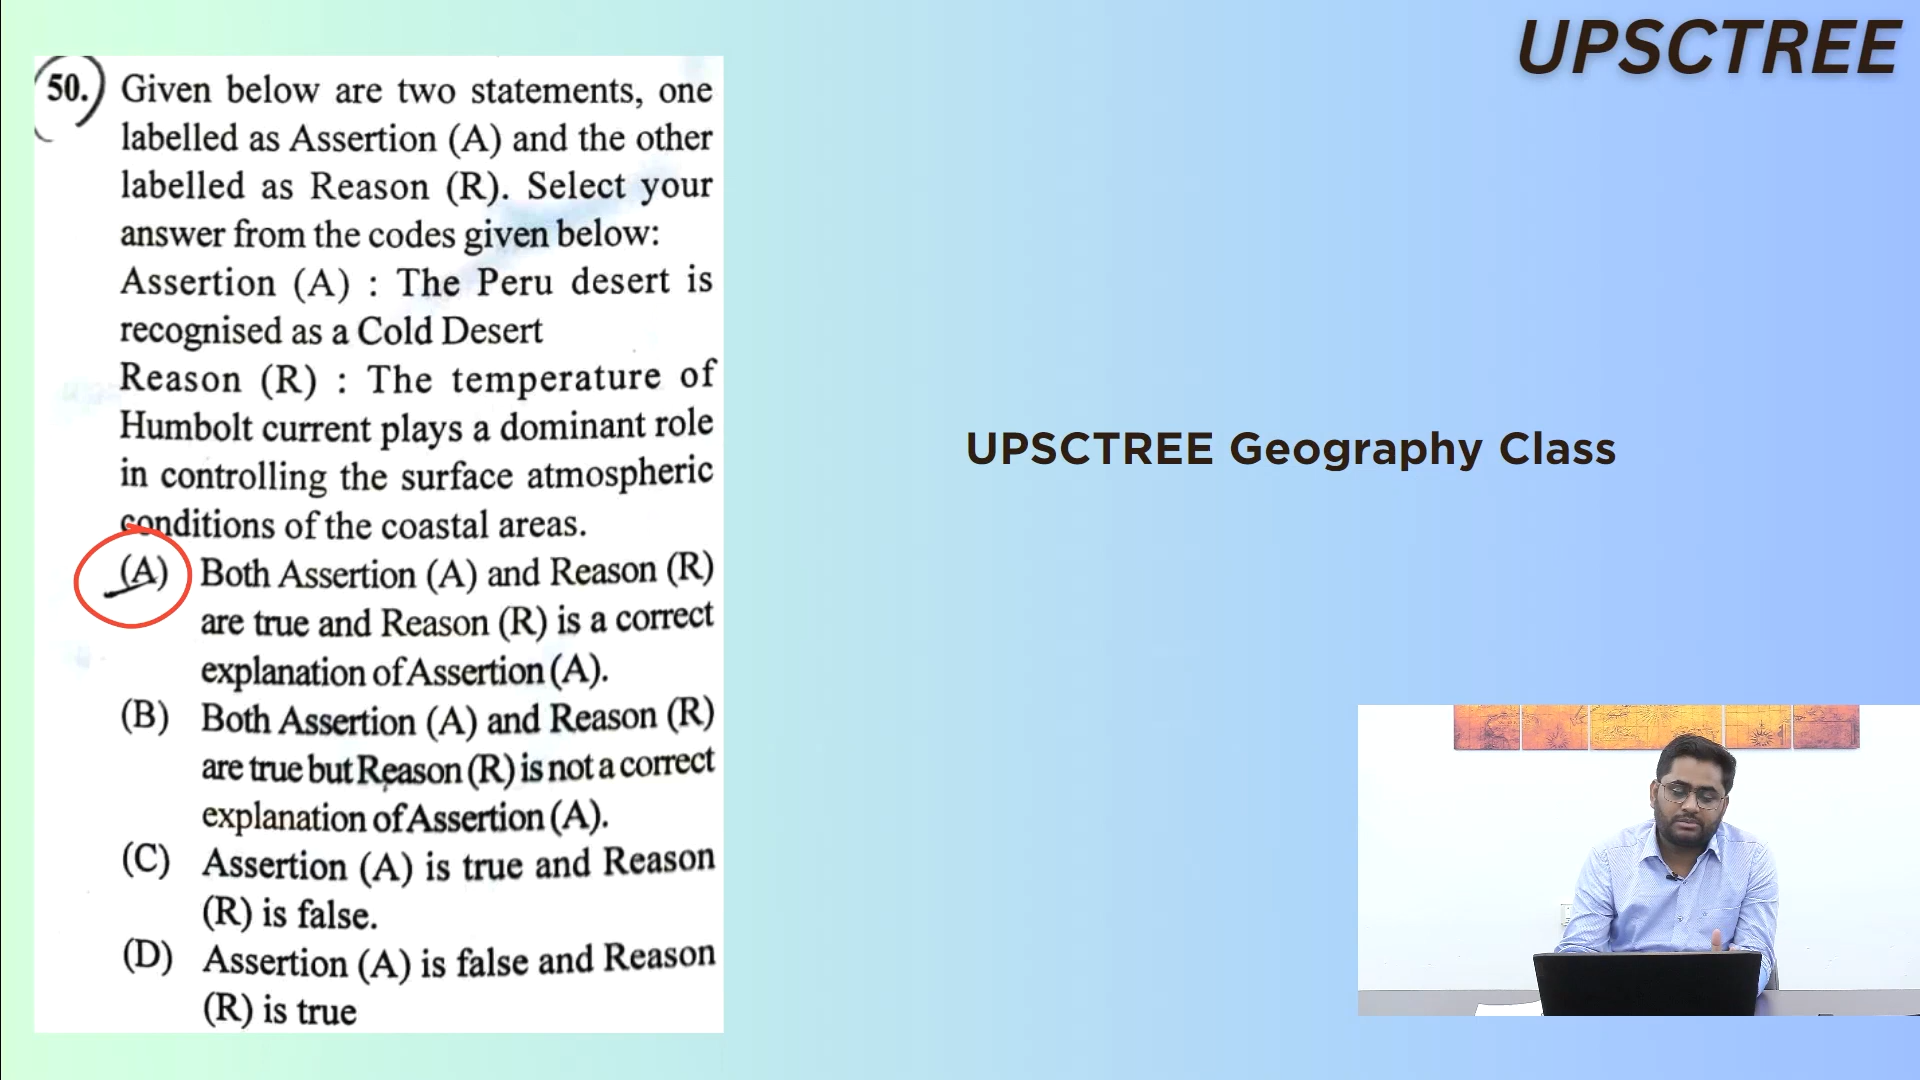 UPSCTREE
50. Given below are two statements, one
labelled as Assertion (A) and the other
labelled as Reason (R). Select your
answer from the codes given below:
Assertion (A) : The Peru desert is
recognised as a Cold Desert
Reason (R) : The temperature of
Humbolt current plays a dominant role
in controlling the surface atmospheric
conditions of the coastal areas.
(A) Both Assertion (A) and Reason (R)
are true and Reason (R) is a correct
explanation of Assertion (A).
(B) Both Assertion (A) and Reason (R)
are true but Reason (R) is not a correct
explanation of Assertion (A).
(C) Assertion (A) is true and Reason
(R) is false.
(D) Assertion (A) is false and Reason
(R) is true
UPSCTREE Geography Class